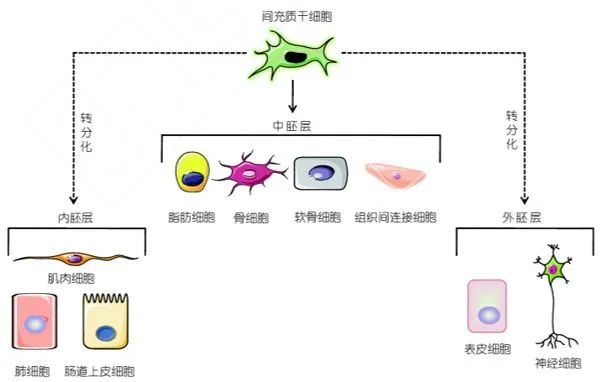 间充质干细胞
转分化
转分化
中胚层
脂肪细胞
骨细胞
软骨细胞
组织间连接细胞
内胚层
外胚层
肌肉细胞
肺细胞
肠道上皮细胞
表皮细胞
神经细胞